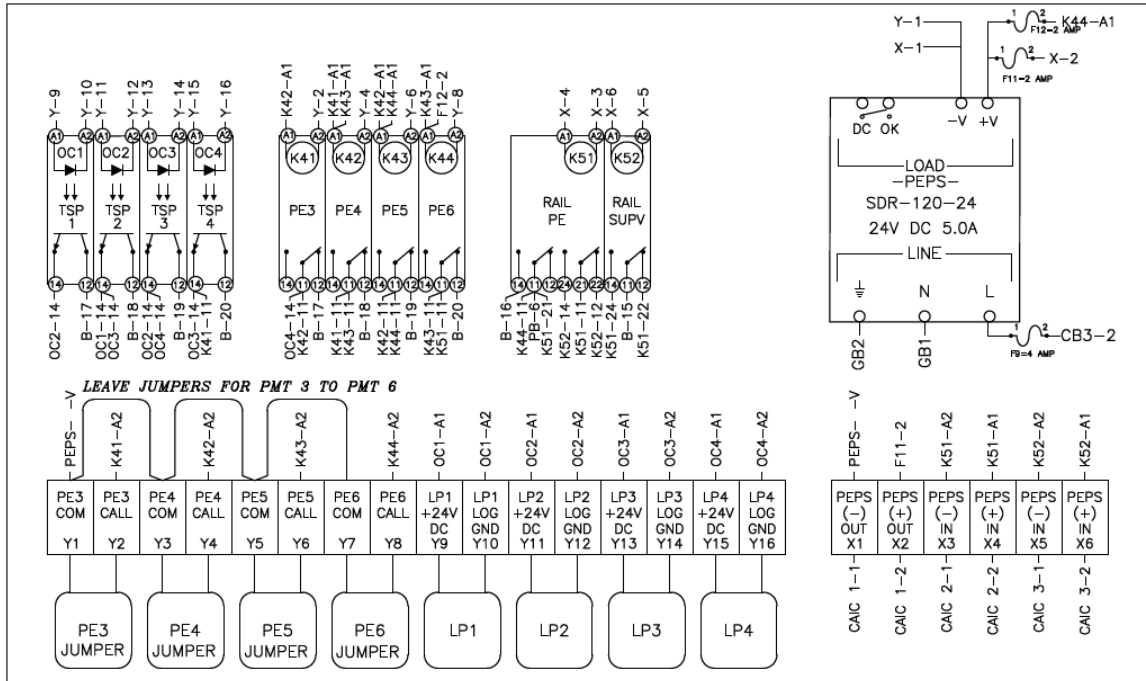 Y-1
X-1
1 2
K44-A1
F12-2 AMP
1 2
X-2
F11-2 AMP
Y-9
Y-10
Y-11
Y-12
Y-13
Y-14
Y-15
Y-16
K42-A1
Y-2
K41-A1
K43-A1
Y-4
K42-A1
K44-A1
Y-6
K43-A1
F12-2
Y-8
X-4
X-3
X-6
X-5
A1 A2 A1 A2 A1 A2 A1 A2
OC1 OC2 OC3 OC4
A1 A2 A1 A2 A1 A2 A1 A2
K41 K42 K43 K44
A1 A2 A1 A2
K51 K52
TSP 1
TSP 2
TSP 3
TSP 4
PE3 PE4 PE5 PE6
RAIL PE
RAIL SUPV
14 12 14 12 14 12 14 12
14 11 12 14 11 12 14 11 12 14 11 12
14 11 12 24 21 22 14 11 12
OC2-14
B-17
OC1-14
OC3-14
B-18
OC2-14
OC4-14
B-19
OC3-14
K41-11
B-20
OC4-14
K42-11
B-17
K41-11
K43-11
B-18
K42-11
K44-11
B-19
K43-11
K51-11
B-20
B-16
K44-11
PB-6
K51-21
K52-14
K51-11
K52-12
K51-24
B-15
K51-22
DC OK
-V +V
LOAD
-PEPS-
SDR-120-24
24V DC 5.0A
LINE
N L
GB2
GB1
1 2
CB3-2
F9=4 AMP
LEAVE JUMPERS FOR PMT 3 TO PMT 6
PEPS- -V
K41-A2
K42-A2
K43-A2
K44-A2
OC1-A1
OC1-A2
OC2-A1
OC2-A2
OC3-A1
OC3-A2
OC4-A1
OC4-A2
PE3 COM Y1
PE3 CALL Y2
PE4 COM Y3
PE4 CALL Y4
PE5 COM Y5
PE5 CALL Y6
PE6 COM Y7
PE6 CALL Y8
LP1 +24V DC Y9
LP1 LOG GND Y10
LP2 +24V DC Y11
LP2 LOG GND Y12
LP3 +24V DC Y13
LP3 LOG GND Y14
LP4 +24V DC Y15
LP4 LOG GND Y16
PE3 JUMPER
PE4 JUMPER
PE5 JUMPER
PE6 JUMPER
LP1
LP2
LP3
LP4
PEPS- -V
F11-2
K51-A2
K51-A1
K52-A2
K52-A1
PEPS (-) OUT X1
PEPS (+) OUT X2
PEPS (-) IN X3
PEPS (+) IN X4
PEPS (-) IN X5
PEPS (+) IN X6
CAIC 1-1
CAIC 1-2
CAIC 2-1
CAIC 2-2
CAIC 3-1
CAIC 3-2